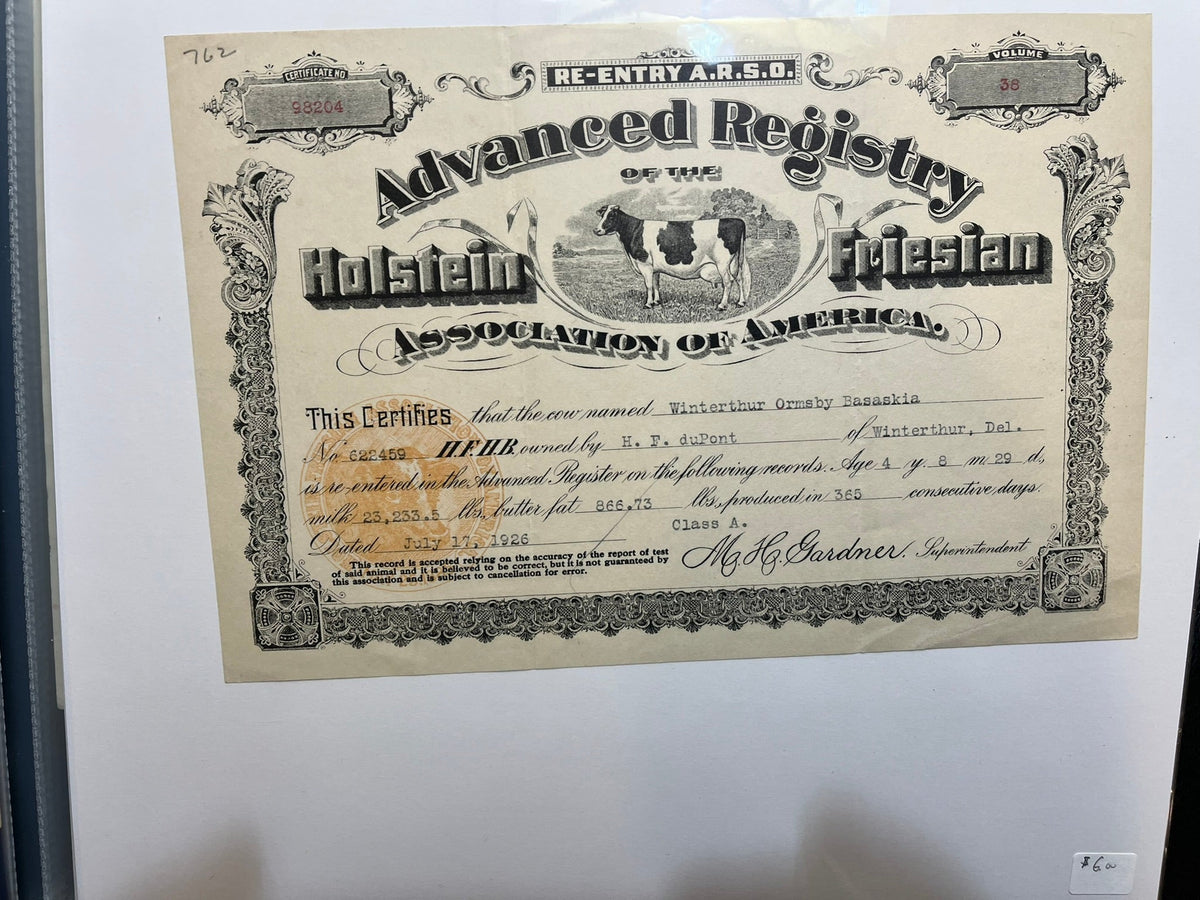 762
CERTIFICATE NO
98204
RE-ENTRY A.R.S.O.
VOLUME
38
Advanced Registry
OF THE
Holstein Friesian
ASSOCIATION OF AMERICA.
This Certifies that the cow named Winterthur Ormsby Basaskia
No 622459 H.F.H.B. owned by H. F. duPont of Winterthur, Del.
is re-entered in the Advanced Register on the following records. Age 4 y. 8 m. 29 d.,
milk 23,233.5 lbs., butter fat 866.73 lbs., produced in 365 consecutive days.
Class A.
Dated July 17, 1926
This record is accepted relying on the accuracy of the report of test
of said animal and it is believed to be correct, but it is not guaranteed by
this association and is subject to cancellation for error.
M. H. Gardner. Superintendent
$6.00